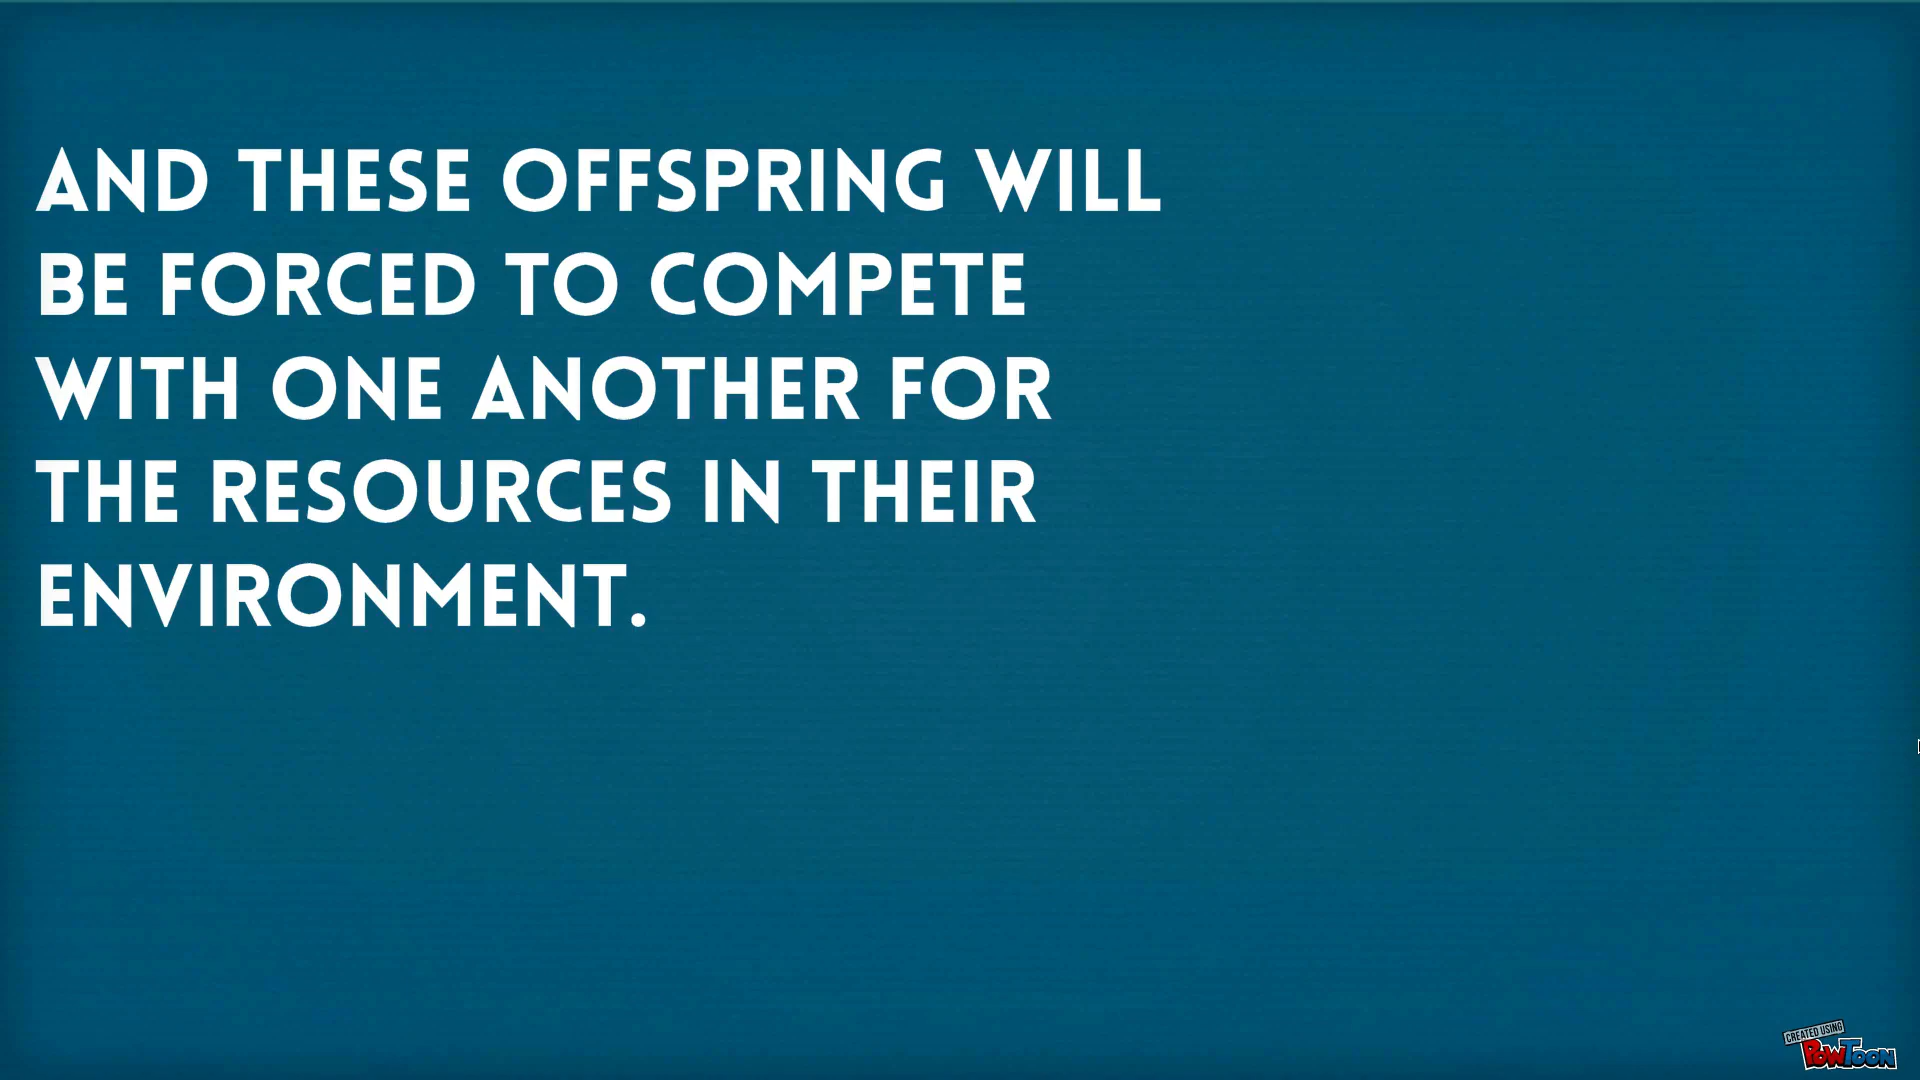 AND THESE OFFSPRING WILL
BE FORCED TO COMPETE
WITH ONE ANOTHER FOR
THE RESOURCES IN THEIR
ENVIRONMENT.
CREATED USING
POWTOON